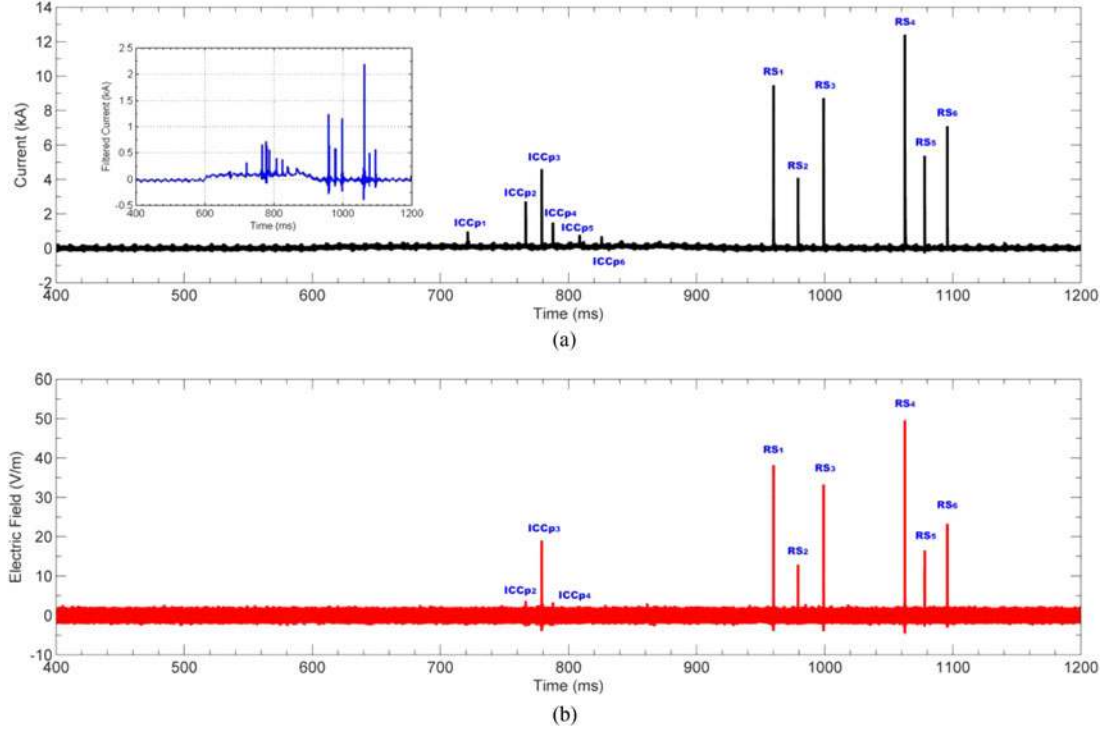 14
12
10
8
6
4
2
0
-2
Current (kA)
2.5
2
1.5
1
0.5
0
-0.5
Filtered Current (kA)
400 600 800 1000 1200
Time (ms)
ICCp1
ICCp2
ICCp3
ICCp4
ICCp5
ICCp6
RS1
RS2
RS3
RS4
RS5
RS6
400 500 600 700 800 900 1000 1100 1200
Time (ms)
(a)
60
50
40
30
20
10
0
-10
Electric Field (V/m)
ICCp2
ICCp3
ICCp4
RS1
RS2
RS3
RS4
RS5
RS6
400 500 600 700 800 900 1000 1100 1200
Time (ms)
(b)